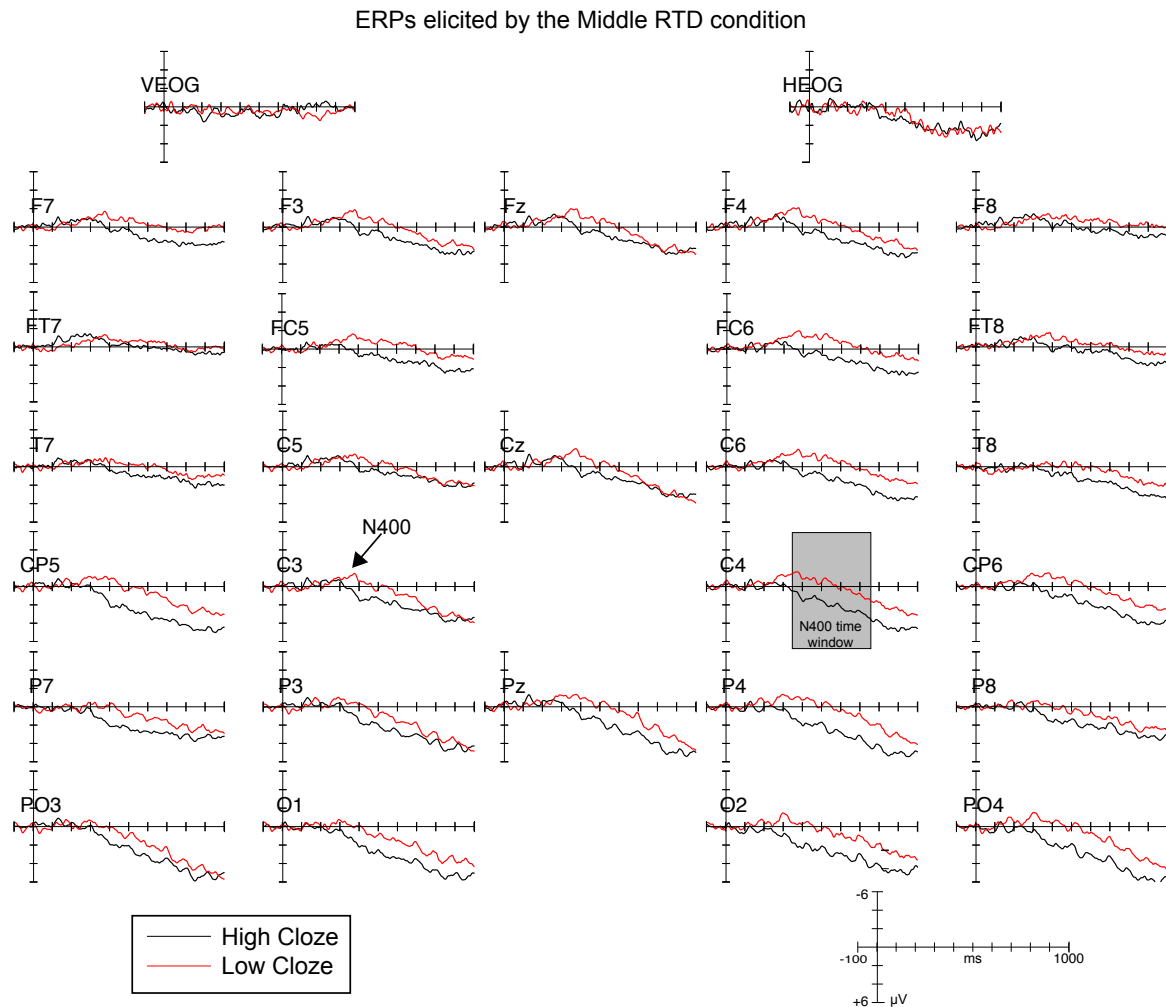 ERPs elicited by the Middle RTD condition
VEOG
HEOG
F7
F3
Fz
F4
F8
FT7
FC5
FC6
FT8
T7
C5
Cz
C6
T8
N400
CP5
C3
C4
CP6
N400 time
window
P7
P3
Pz
P4
P8
PO3
O1
O2
PO4
High Cloze
Low Cloze
-6
-100
ms
1000
+6
µV